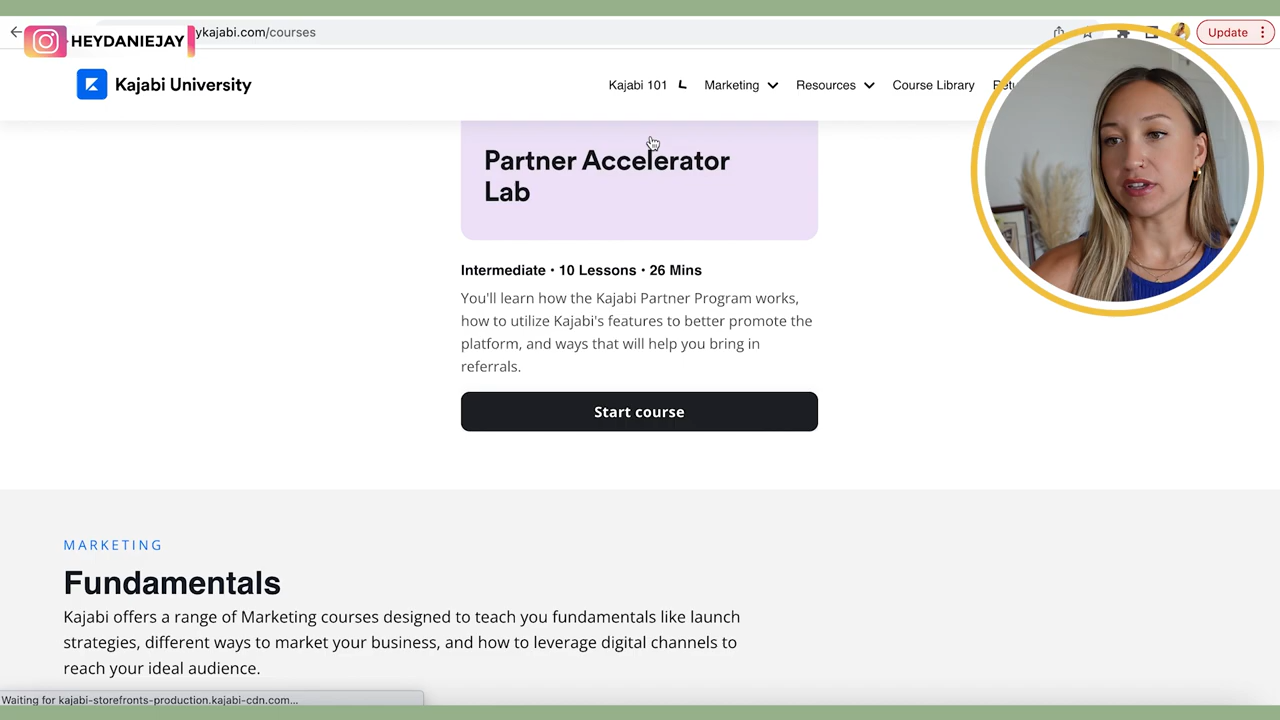 ykajabi.com/courses
Update
HEYDANIEJAY
Kajabi University
Kajabi 101
Marketing
Resources
Course Library
Partner Accelerator
Lab
Intermediate • 10 Lessons • 26 Mins
You'll learn how the Kajabi Partner Program works,
how to utilize Kajabi's features to better promote the
platform, and ways that will help you bring in
referrals.
Start course
MARKETING
Fundamentals
Kajabi offers a range of Marketing courses designed to teach you fundamentals like launch
strategies, different ways to market your business, and how to leverage digital channels to
reach your ideal audience.
Waiting for kajabi-storefronts-production.kajabi-cdn.com...